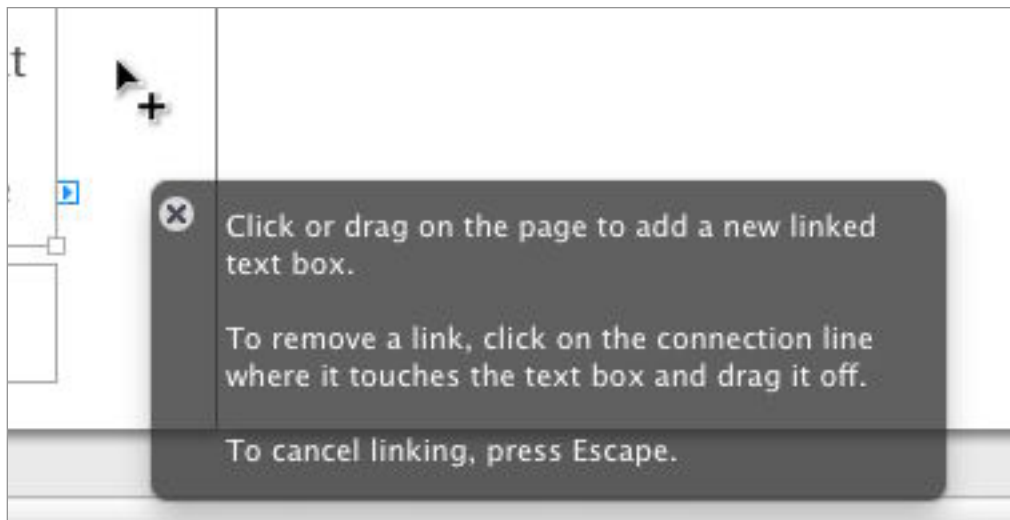 t
Click or drag on the page to add a new linked
text box.
To remove a link, click on the connection line
where it touches the text box and drag it off.
To cancel linking, press Escape.